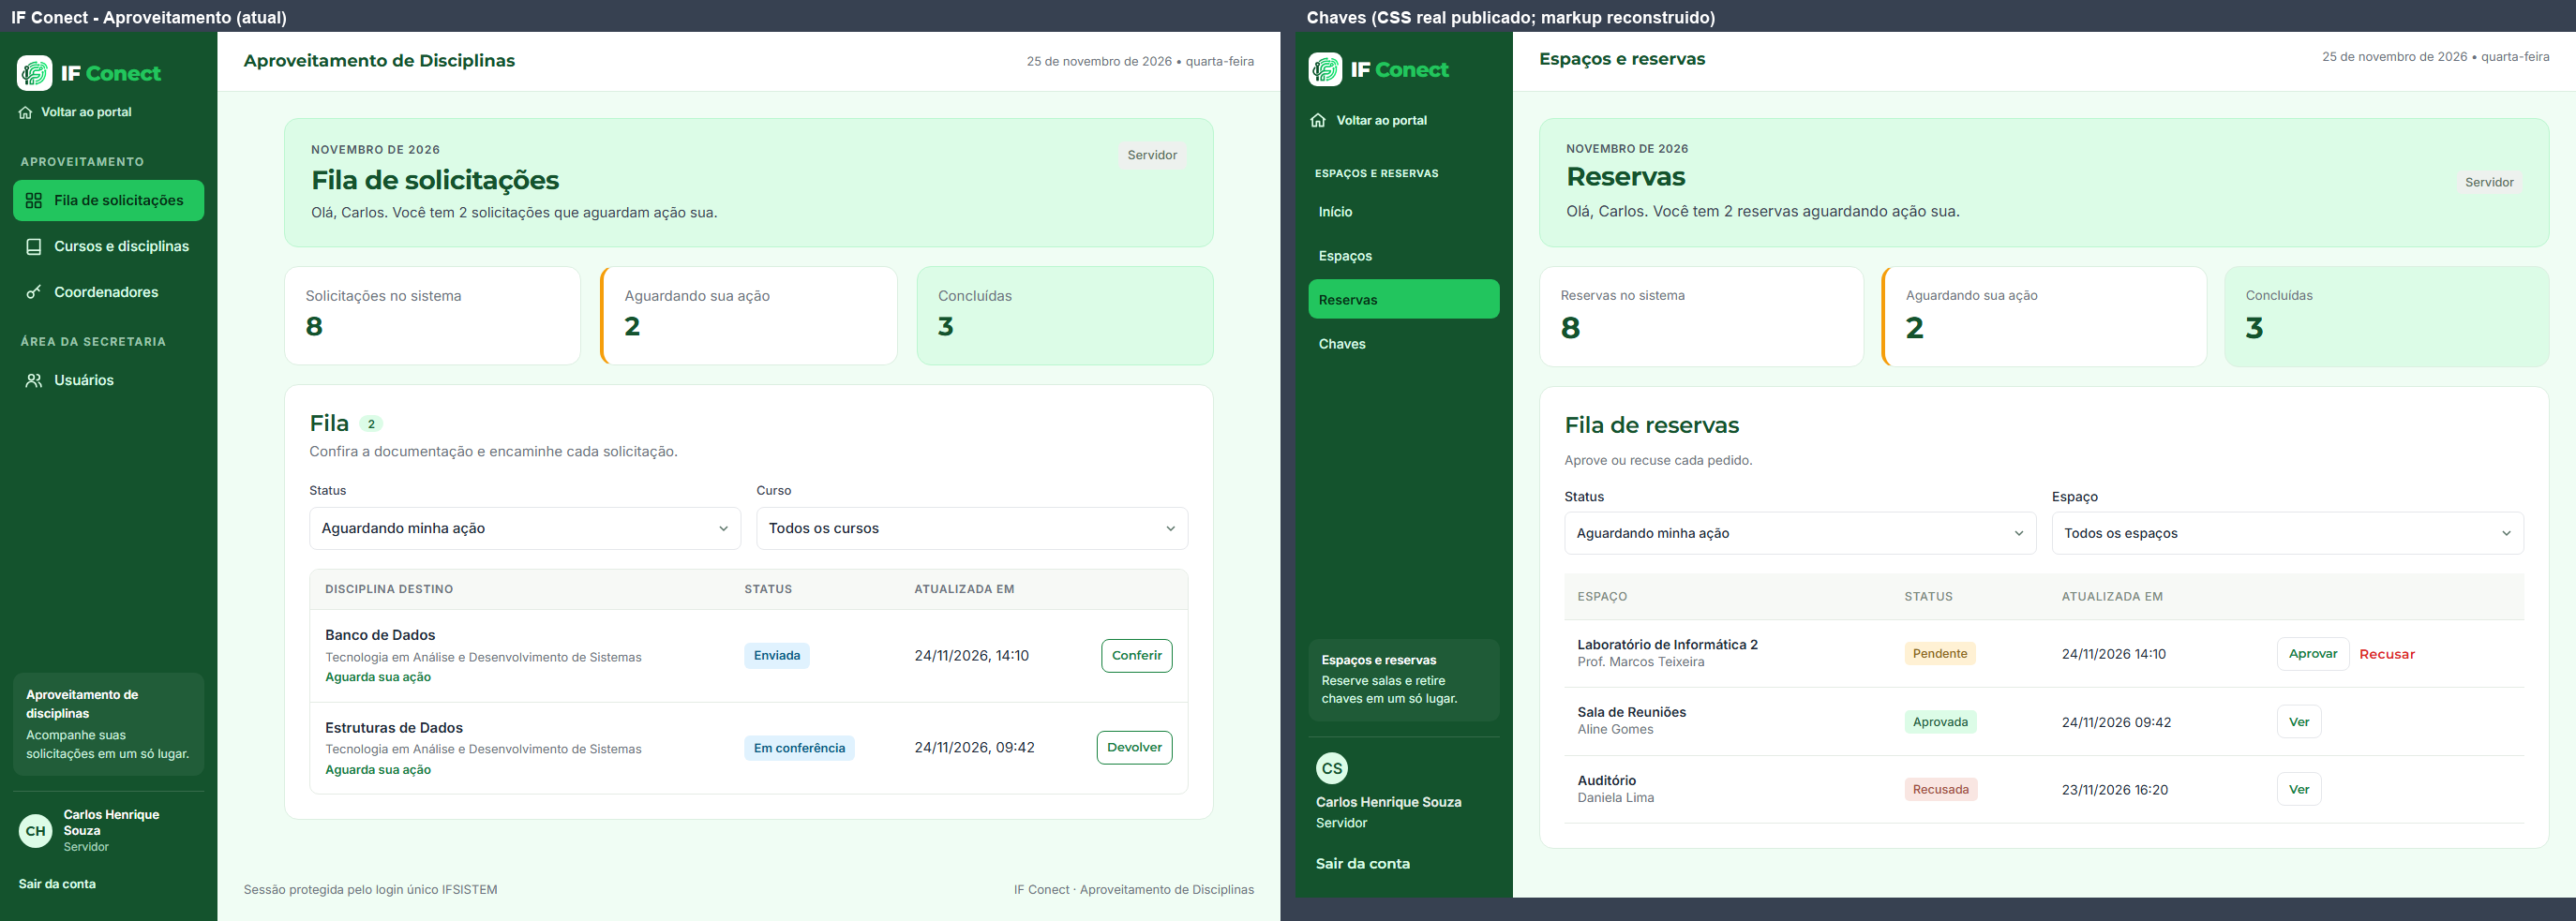 IF Conect - Aproveitamento (atual)
IF Conect
Voltar ao portal
APROVEITAMENTO
Fila de solicitações
Cursos e disciplinas
Coordenadores
ÁREA DA SECRETARIA
Usuários
Aproveitamento de
disciplinas
Acompanhe suas
solicitações em um só lugar.
CH
Carlos Henrique
Souza
Servidor
Sair da conta
Aproveitamento de Disciplinas
25 de novembro de 2026 • quarta-feira
NOVEMBRO DE 2026
Servidor
Fila de solicitações
Olá, Carlos. Você tem 2 solicitações que aguardam ação sua.
Solicitações no sistema
8
Aguardando sua ação
2
Concluídas
3
Fila 2
Confira a documentação e encaminhe cada solicitação.
Status
Aguardando minha ação
Curso
Todos os cursos
DISCIPLINA DESTINO STATUS ATUALIZADA EM
Banco de Dados
Tecnologia em Análise e Desenvolvimento de Sistemas
Aguarda sua ação
Enviada
24/11/2026, 14:10
Conferir
Estruturas de Dados
Tecnologia em Análise e Desenvolvimento de Sistemas
Aguarda sua ação
Em conferência
24/11/2026, 09:42
Devolver
Sessão protegida pelo login único IFSISTEM
IF Conect · Aproveitamento de Disciplinas
Chaves (CSS real publicado; markup reconstruido)
IF Conect
Voltar ao portal
ESPAÇOS E RESERVAS
Início
Espaços
Reservas
Chaves
Espaços e reservas
Reserve salas e retire
chaves em um só lugar.
CS
Carlos Henrique Souza
Servidor
Sair da conta
Espaços e reservas
25 de novembro de 2026 • quarta-feira
NOVEMBRO DE 2026
Reservas
Servidor
Olá, Carlos. Você tem 2 reservas aguardando ação sua.
Reservas no sistema
8
Aguardando sua ação
2
Concluídas
3
Fila de reservas
Aprove ou recuse cada pedido.
Status
Aguardando minha ação
Espaço
Todos os espaços
ESPAÇO STATUS ATUALIZADA EM
Laboratório de Informática 2
Prof. Marcos Teixeira
Pendente
24/11/2026 14:10
Aprovar Recusar
Sala de Reuniões
Aline Gomes
Aprovada
24/11/2026 09:42
Ver
Auditório
Daniela Lima
Recusada
23/11/2026 16:20
Ver